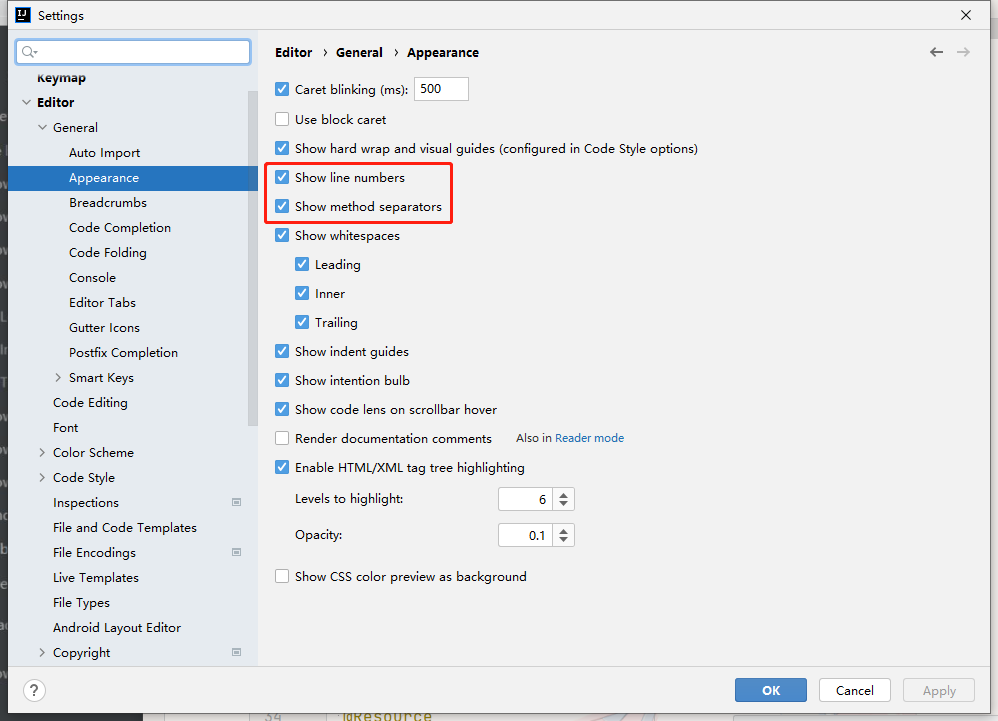 Settings
Keymap
Editor
General
Auto Import
Appearance
Breadcrumbs
Code Completion
Code Folding
Console
Editor Tabs
Gutter Icons
Postfix Completion
Smart Keys
Code Editing
Font
Color Scheme
Code Style
Inspections
File and Code Templates
File Encodings
Live Templates
File Types
Android Layout Editor
Copyright
Editor › General › Appearance
Caret blinking (ms): 500
Use block caret
Show hard wrap and visual guides (configured in Code Style options)
Show line numbers
Show method separators
Show whitespaces
Leading
Inner
Trailing
Show indent guides
Show intention bulb
Show code lens on scrollbar hover
Render documentation comments Also in Reader mode
Enable HTML/XML tag tree highlighting
Levels to highlight: 6
Opacity: 0.1
Show CSS color preview as background
? OK Cancel Apply
34 @Resource